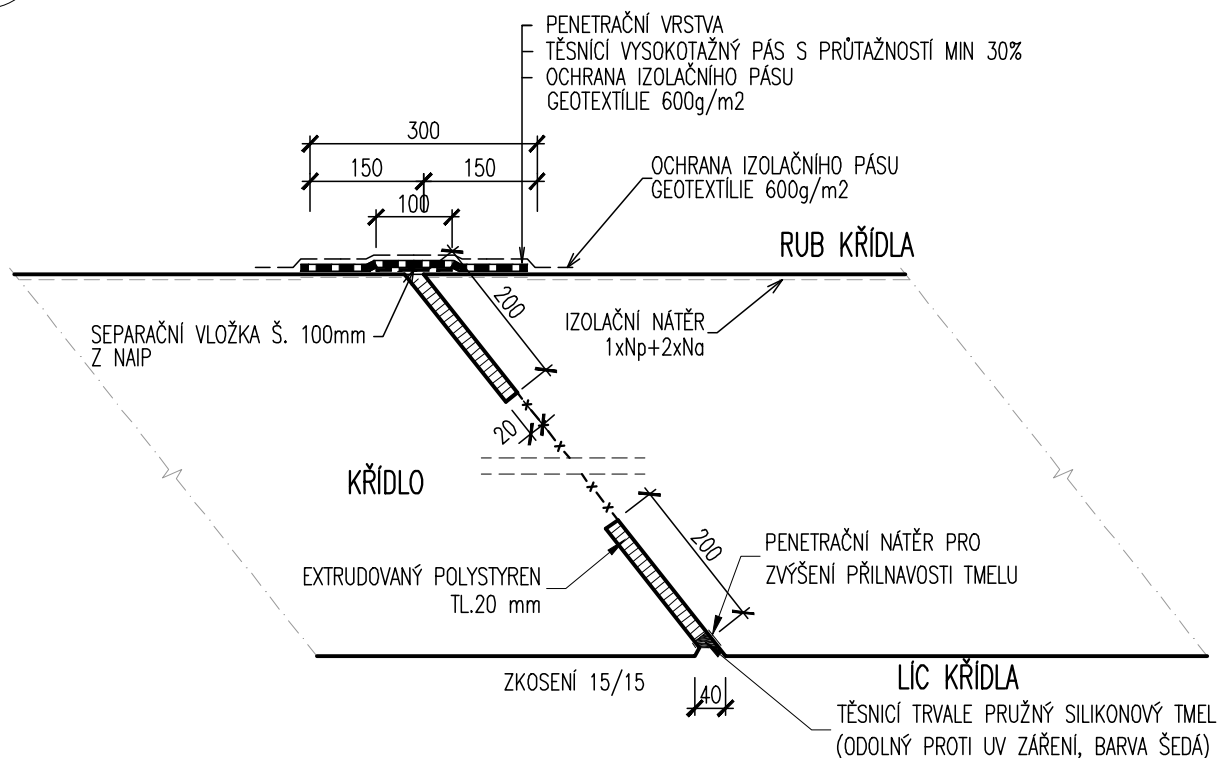 PENETRAČNÍ VRSTVA
TĚSNÍCÍ VYSOKOTAŽNÝ PÁS S PRŮTAŽNOSTÍ MIN 30%
OCHRANA IZOLAČNÍHO PÁSU
GEOTEXTÍLIE 600g/m2
300
150
150
100
OCHRANA IZOLAČNÍHO PÁSU
GEOTEXTÍLIE 600g/m2
RUB KŘÍDLA
200
SEPARAČNÍ VLOŽKA Š. 100mm
Z NAIP
IZOLAČNÍ NÁTĚR
1xNp+2xNa
20
KŘÍDLO
200
EXTRUDOVANÝ POLYSTYREN
TL.20 mm
PENETRAČNÍ NÁTĚR PRO
ZVÝŠENÍ PŘILNAVOSTI TMELU
ZKOSENÍ 15/15
40
LÍC KŘÍDLA
TĚSNICÍ TRVALE PRUŽNÝ SILIKONOVÝ TMEL
(ODOLNÝ PROTI UV ZÁŘENÍ, BARVA ŠEDÁ)